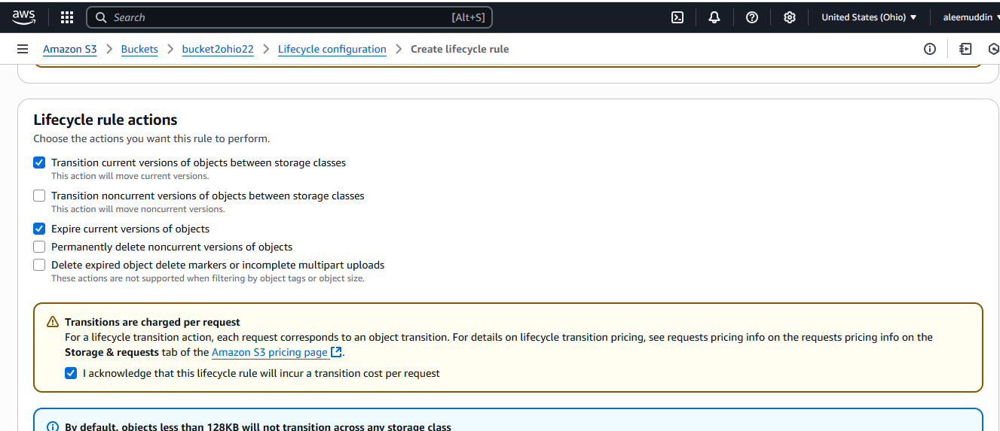 aws
Search [Alt+S] United States (Ohio) aleemuddin
Amazon S3 > Buckets > bucket2ohio22 > Lifecycle configuration > Create lifecycle rule
Lifecycle rule actions
Choose the actions you want this rule to perform.
Transition current versions of objects between storage classes
This action will move current versions.
Transition noncurrent versions of objects between storage classes
This action will move noncurrent versions.
Expire current versions of objects
Permanently delete noncurrent versions of objects
Delete expired object delete markers or incomplete multipart uploads
These actions are not supported when filtering by object tags or object size.
Transitions are charged per request
For a lifecycle transition action, each request corresponds to an object transition. For details on lifecycle transition pricing, see requests pricing info on the requests pricing info on the
Storage & requests tab of the Amazon S3 pricing page.
I acknowledge that this lifecycle rule will incur a transition cost per request
By default, objects less than 128KB will not transition across any storage class